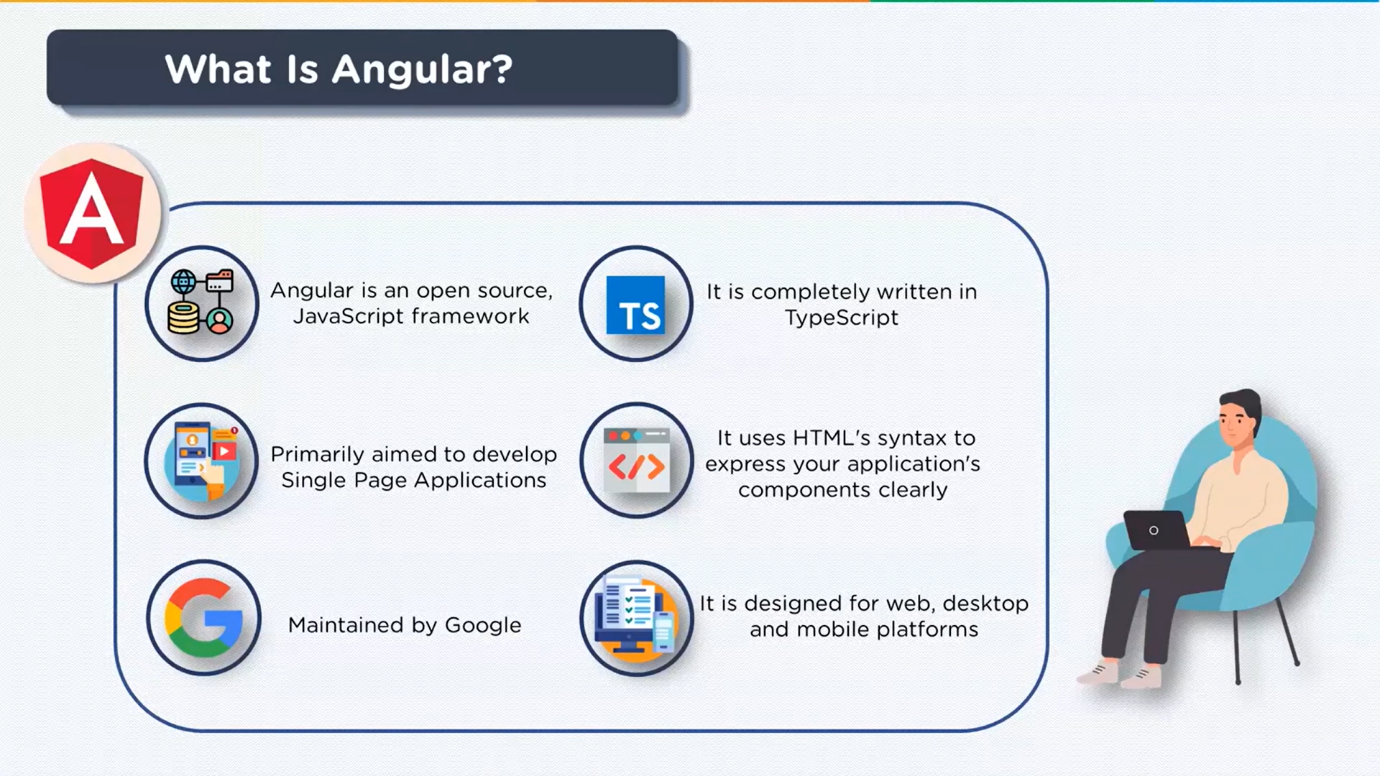 What Is Angular?
A
Angular is an open source,
JavaScript framework
TS
It is completely written in
TypeScript
Primarily aimed to develop
Single Page Applications
</>
It uses HTML's syntax to
express your application's
components clearly
G
Maintained by Google
It is designed for web, desktop
and mobile platforms